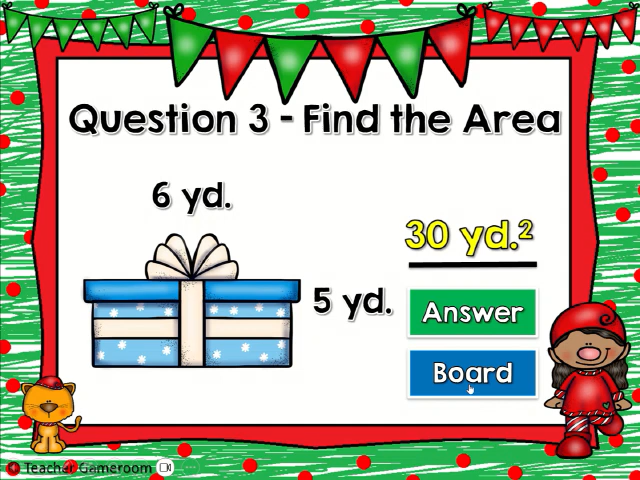 Question 3 - Find the Area
6 yd.
30 yd.²
5 yd.
Answer
Board
Teacher Gameroom